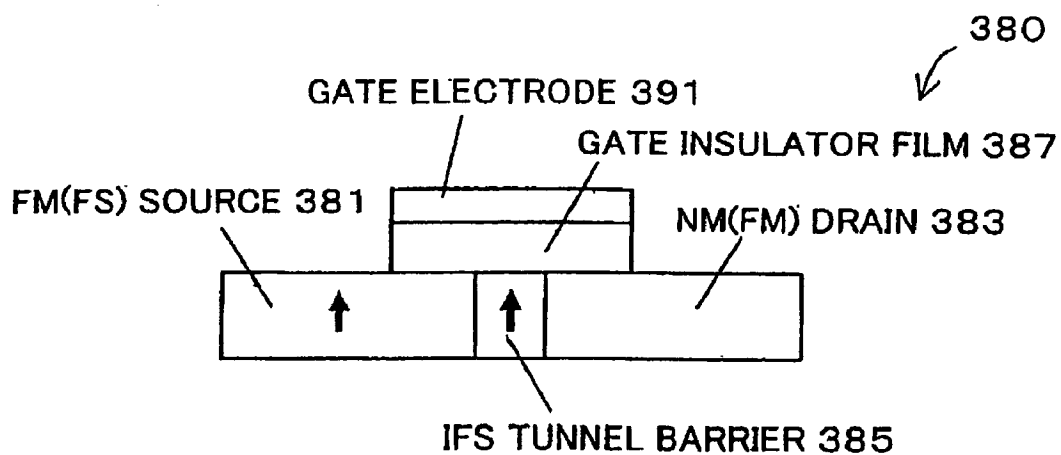 380
GATE ELECTRODE 391
GATE INSULATOR FILM 387
FM(FS) SOURCE 381
NM(FM) DRAIN 383
IFS TUNNEL BARRIER 385